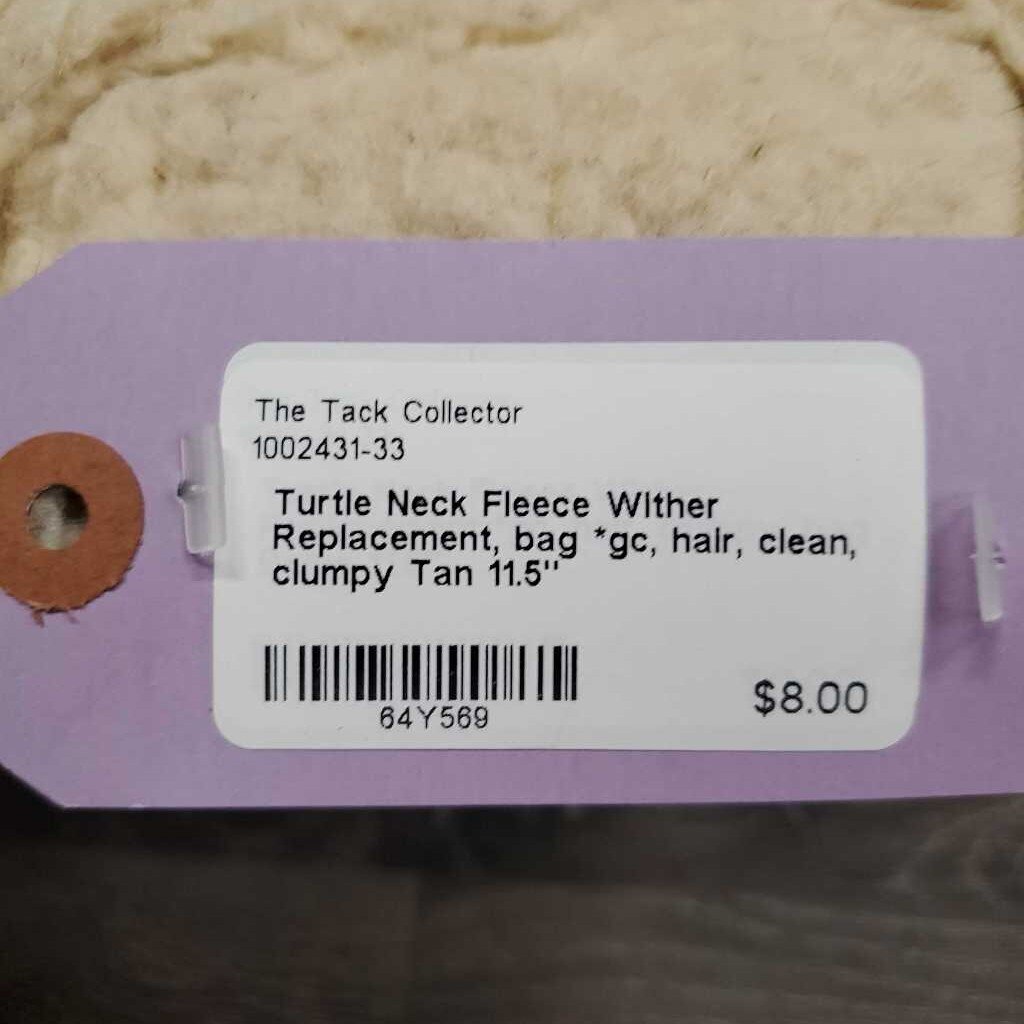 The Tack Collector
1002431-33
Turtle Neck Fleece WIther
Replacement, bag *gc, haIr, clean,
clumpy Tan 11.5''
64Y569
$8.00